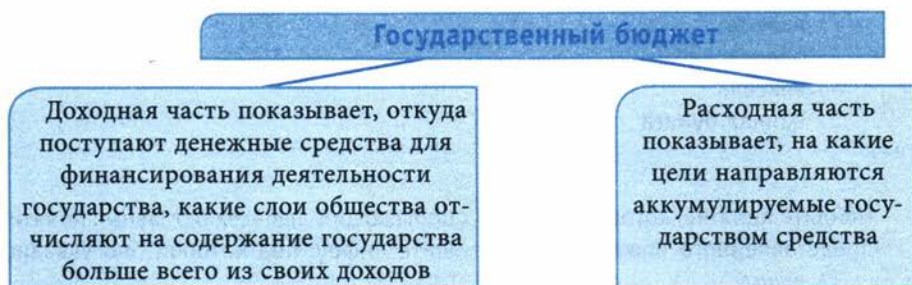 Государственный бюджет
Доходная часть показывает, откуда
поступают денежные средства для
финансирования деятельности
государства, какие слои общества от-
числяют на содержание государства
больше всего из своих доходов
Расходная часть
показывает, на какие
цели направляются
аккумулируемые госу-
дарством средства